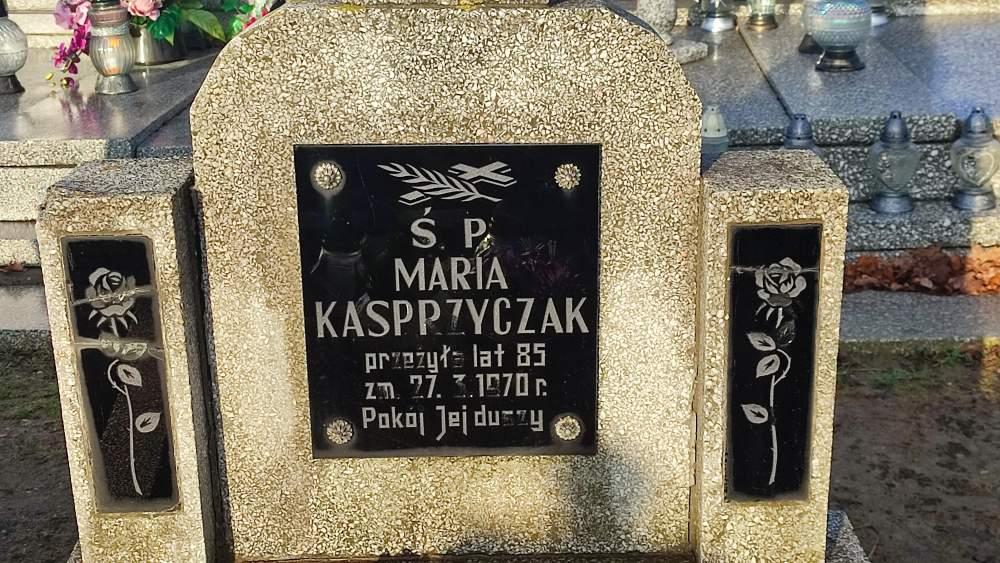 Ś. P.
MARIA
KASPRZYCZAK
przeżyła lat 85
zm. 27. 3. 1970 r.
Pokój Jej duszy